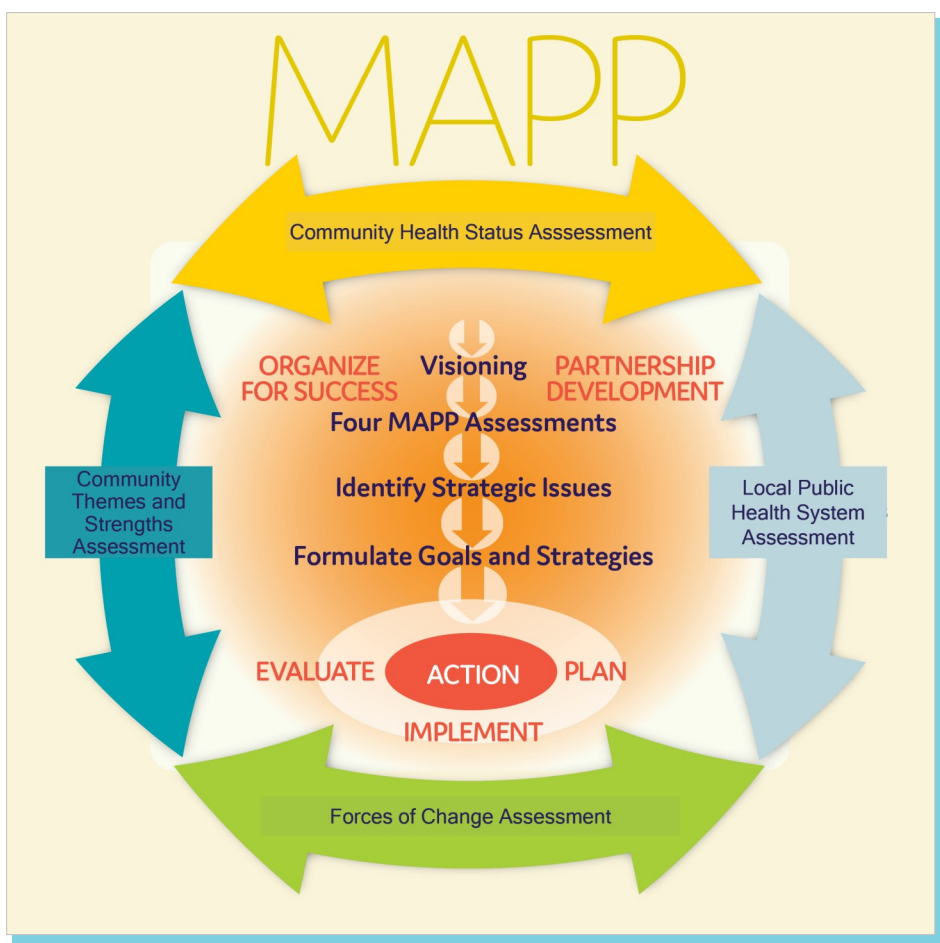 MAPP
Community Health Status Asssessment
ORGANIZE
FOR SUCCESS
Visioning
PARTNERSHIP
DEVELOPMENT
Four MAPP Assessments
Identify Strategic Issues
Formulate Goals and Strategies
Community
Themes and
Strengths
Assessment
Local Public
Health System
Assessment
EVALUATE
ACTION
PLAN
IMPLEMENT
Forces of Change Assessment